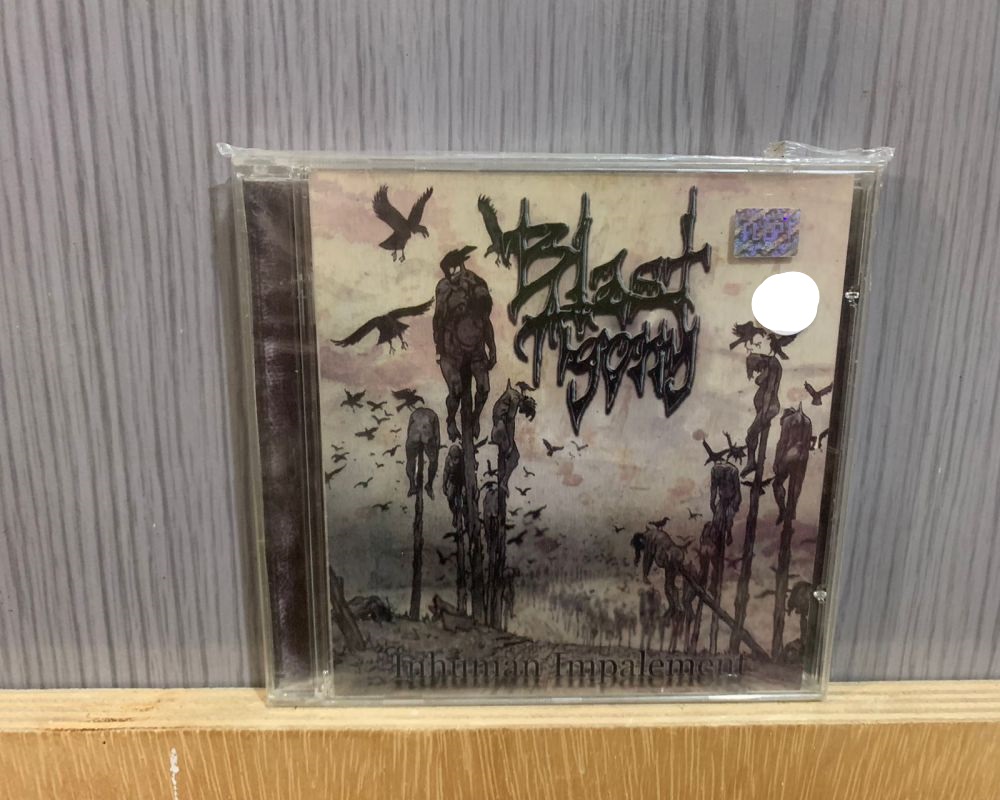 Blast
Agony
Inhuman Impalement